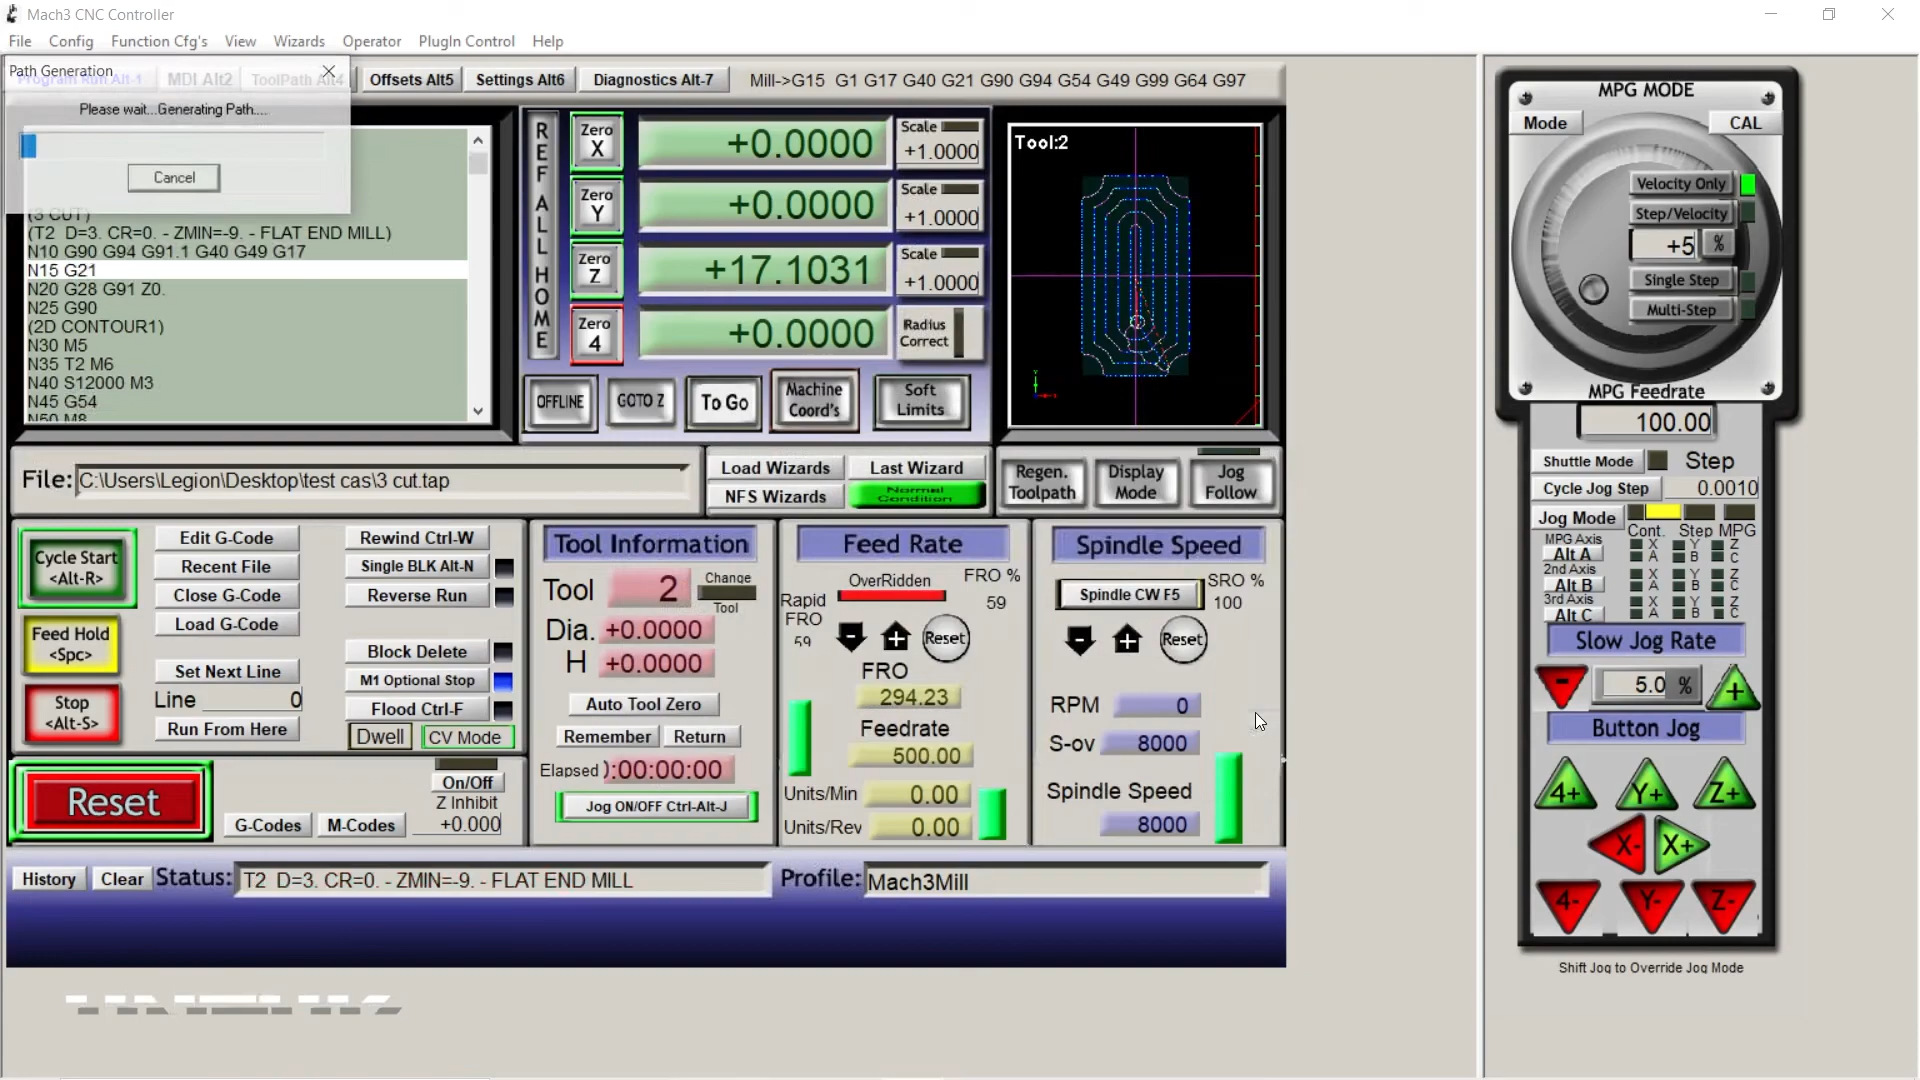 Mach3 CNC Controller
File Config Function Cfg's View Wizards Operator PlugIn Control Help
Path Generation
Program Run Alt-1 MDI Alt2 ToolPath Alt4 Offsets Alt5 Settings Alt6 Diagnostics Alt-7 Mill->G15 G1 G17 G40 G21 G90 G94 G54 G49 G99 G64 G97
Please wait...Generating Path....
Cancel
(3 CUT)
(T2 D=3. CR=0. - ZMIN=-9. - FLAT END MILL)
N10 G90 G94 G91.1 G40 G49 G17
N15 G21
N20 G28 G91 Z0.
N25 G90
(2D CONTOUR1)
N30 M5
N35 T2 M6
N40 S12000 M3
N45 G54
N50 M8
REF ALL HOME
Zero X +0.0000 Scale +1.0000
Zero Y +0.0000 Scale +1.0000
Zero Z +17.1031 Scale +1.0000
Zero 4 +0.0000 Radius Correct
OFFLINE GOTO Z To Go Machine Coord's Soft Limits
Tool:2
File: C:\Users\Legion\Desktop\test cas\3 cut.tap
Load Wizards Last Wizard
NFS Wizards Normal Condition
Regen. Toolpath Display Mode Jog Follow
Cycle Start <Alt-R>
Feed Hold <Spc>
Stop <Alt-S>
Edit G-Code
Recent File
Close G-Code
Load G-Code
Set Next Line
Line 0
Run From Here
Rewind Ctrl-W
Single BLK Alt-N
Reverse Run
Block Delete
M1 Optional Stop
Flood Ctrl-F
Dwell CV Mode
Reset
G-Codes M-Codes
On/Off
Z Inhibit
+0.000
Tool Information
Tool 2 Change Tool
Dia. +0.0000
H +0.0000
Auto Tool Zero
Remember Return
Elapsed ):00:00:00
Jog ON/OFF Ctrl-Alt-J
Feed Rate
OverRidden FRO %
59
Rapid FRO
59
Reset
FRO
294.23
Feedrate
500.00
Units/Min 0.00
Units/Rev 0.00
Spindle Speed
Spindle CW F5 SRO %
100
Reset
RPM 0
S-ov 8000
Spindle Speed
8000
History Clear Status: T2 D=3. CR=0. - ZMIN=-9. - FLAT END MILL Profile: Mach3Mill
MPG MODE
Mode CAL
Velocity Only
Step/Velocity
+5 %
Single Step
Multi-Step
MPG Feedrate
100.00
Shuttle Mode Step
Cycle Jog Step 0.0010
Jog Mode Cont. Step MPG
MPG Axis X Y Z
Alt A A B C
2nd Axis X Y Z
Alt B A B C
3rd Axis X Y Z
Alt C A B C
Slow Jog Rate
- 5.0 % +
Button Jog
4+ Y+ Z+
X- X+
4- Y- Z-
Shift Jog to Override Jog Mode